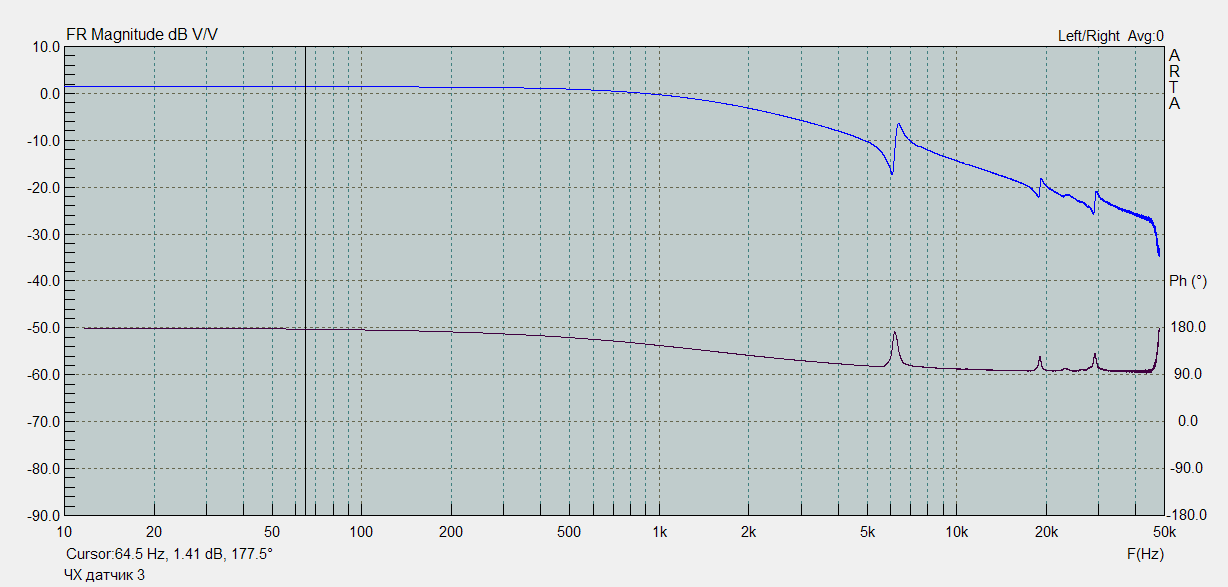 FR Magnitude dB V/V
Left/Right Avg:0
A
R
T
A
10.0
0.0
-10.0
-20.0
-30.0
-40.0
-50.0
-60.0
-70.0
-80.0
-90.0
Ph (°)
180.0
90.0
0.0
-90.0
-180.0
10 20 50 100 200 500 1k 2k 5k 10k 20k 50k
Cursor:64.5 Hz, 1.41 dB, 177.5°
F(Hz)
ЧХ датчик 3